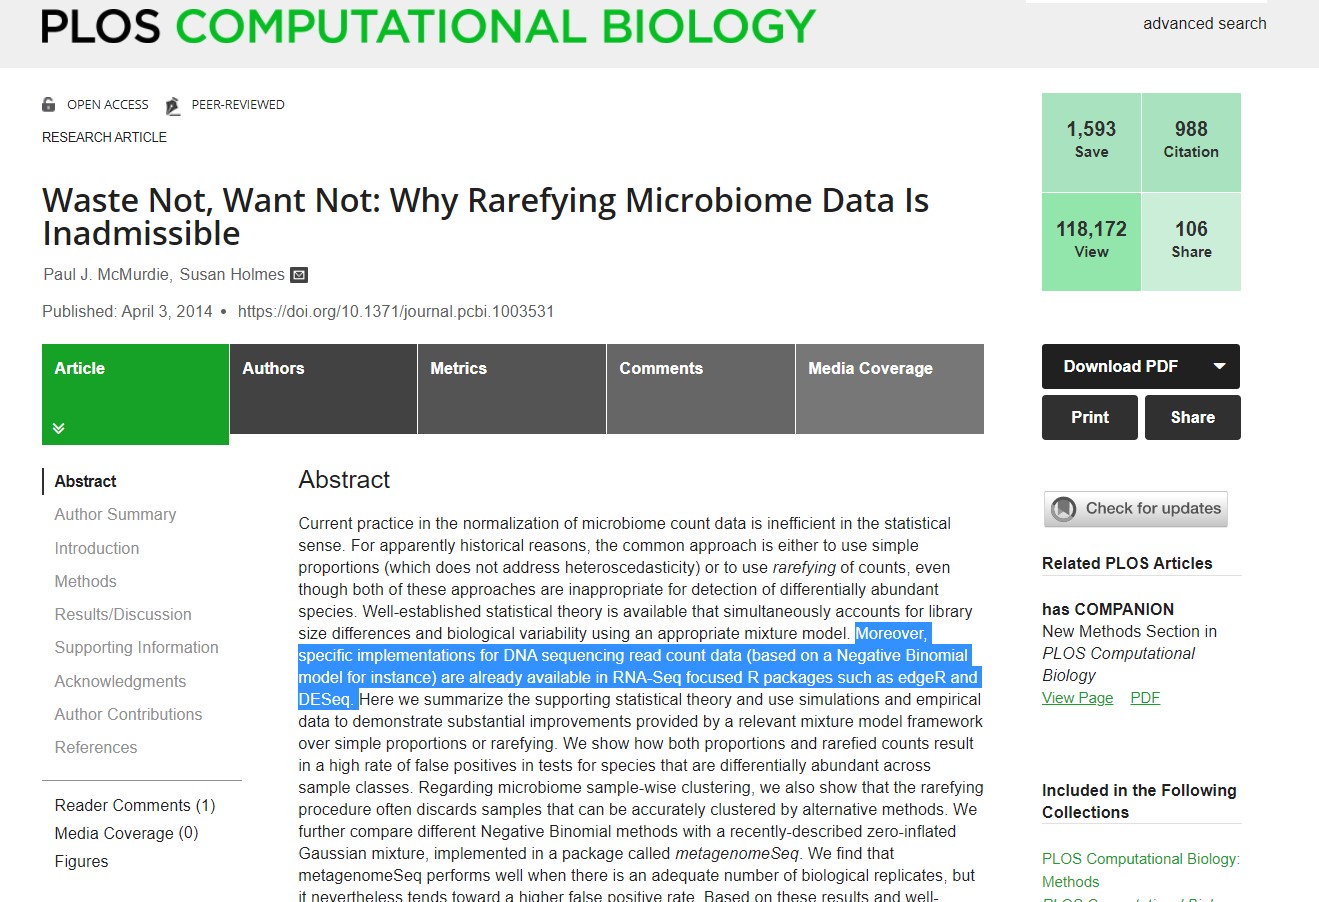 PLOS COMPUTATIONAL BIOLOGY
advanced search
OPEN ACCESS
PEER-REVIEWED
RESEARCH ARTICLE
Waste Not, Want Not: Why Rarefying Microbiome Data Is
Inadmissible
Paul J. McMurdie, Susan Holmes
Published: April 3, 2014 • https://doi.org/10.1371/journal.pcbi.1003531
1,593
Save
988
Citation
118,172
View
106
Share
Article
Authors
Metrics
Comments
Media Coverage
Download PDF
Print
Share
Abstract
Author Summary
Introduction
Methods
Results/Discussion
Supporting Information
Acknowledgments
Author Contributions
References
Reader Comments (1)
Media Coverage (0)
Figures
Abstract
Current practice in the normalization of microbiome count data is inefficient in the statistical
sense. For apparently historical reasons, the common approach is either to use simple
proportions (which does not address heteroscedasticity) or to use rarefying of counts, even
though both of these approaches are inappropriate for detection of differentially abundant
species. Well-established statistical theory is available that simultaneously accounts for library
size differences and biological variability using an appropriate mixture model. Moreover,
specific implementations for DNA sequencing read count data (based on a Negative Binomial
model for instance) are already available in RNA-Seq focused R packages such as edgeR and
DESeq. Here we summarize the supporting statistical theory and use simulations and empirical
data to demonstrate substantial improvements provided by a relevant mixture model framework
over simple proportions or rarefying. We show how both proportions and rarefied counts result
in a high rate of false positives in tests for species that are differentially abundant across
sample classes. Regarding microbiome sample-wise clustering, we also show that the rarefying
procedure often discards samples that can be accurately clustered by alternative methods. We
further compare different Negative Binomial methods with a recently-described zero-inflated
Gaussian mixture, implemented in a package called metagenomeSeq. We find that
metagenomeSeq performs well when there is an adequate number of biological replicates, but
it nevertheless tends toward a higher false positive rate. Based on these results and well-
Check for updates
Related PLOS Articles
has COMPANION
New Methods Section in
PLOS Computational
Biology
View Page PDF
Included in the Following
Collections
PLOS Computational Biology:
Methods